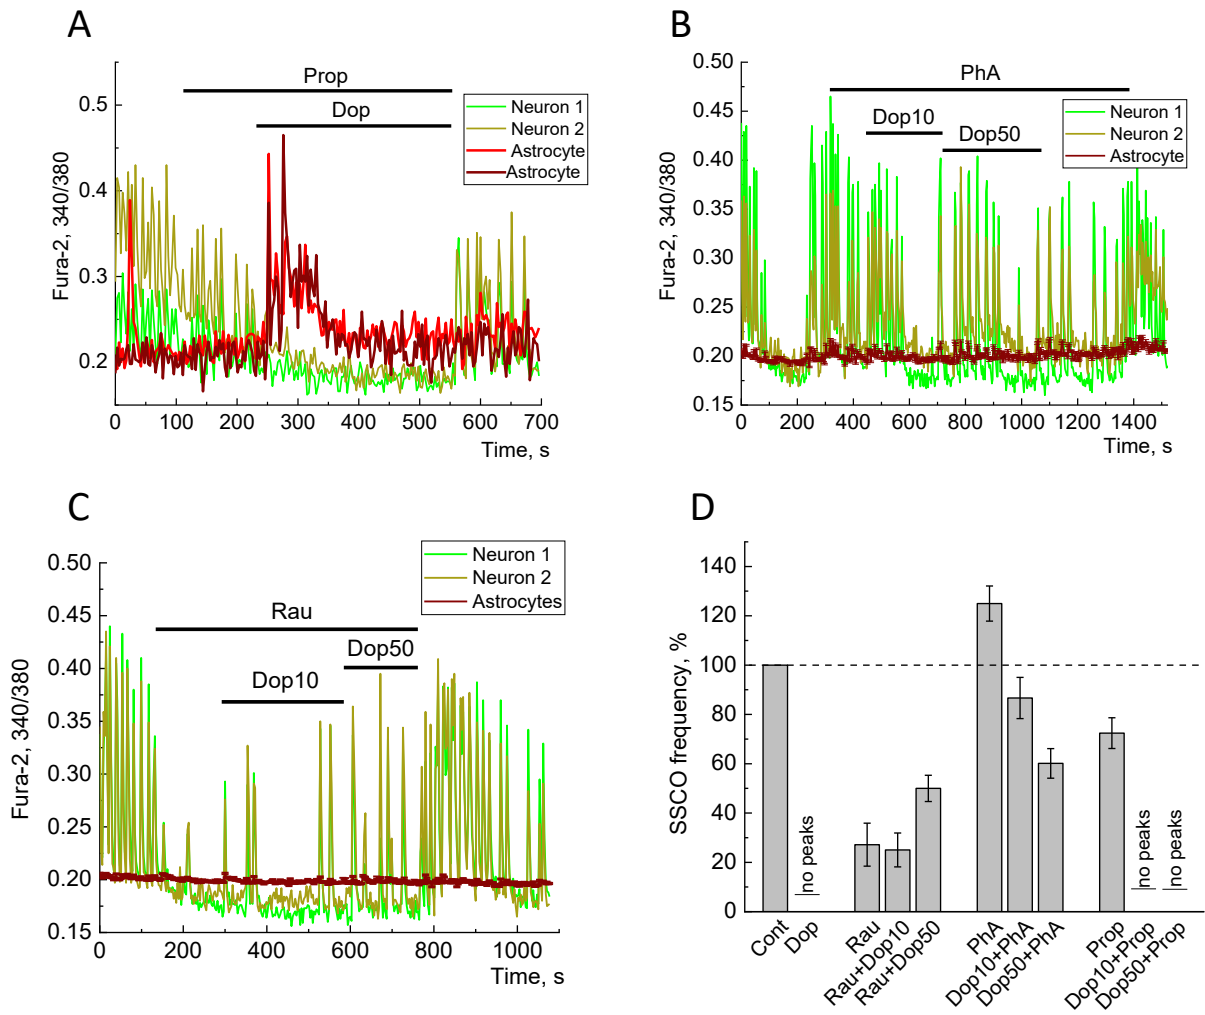 A
Prop
Dop
Neuron 1
Neuron 2
Astrocyte
Astrocyte
Fura-2, 340/380
0.5
0.4
0.3
0.2
0 100 200 300 400 500 600 700
Time, s
B
PhA
Dop10
Dop50
Neuron 1
Neuron 2
Astrocyte
Fura-2, 340/380
0.50
0.45
0.40
0.35
0.30
0.25
0.20
0.15
0 200 400 600 800 1000 1200 1400
Time, s
C
Rau
Dop10
Dop50
Neuron 1
Neuron 2
Astrocytes
Fura-2, 340/380
0.50
0.45
0.40
0.35
0.30
0.25
0.20
0.15
0 200 400 600 800 1000
Time, s
D
SSCO frequency, %
140
120
100
80
60
40
20
0
no peaks
no peaks
no peaks
Cont
Dop
Rau
Rau+Dop10
Rau+Dop50
PhA
Dop10+PhA
Dop50+PhA
Prop
Dop10+Prop
Dop50+Prop